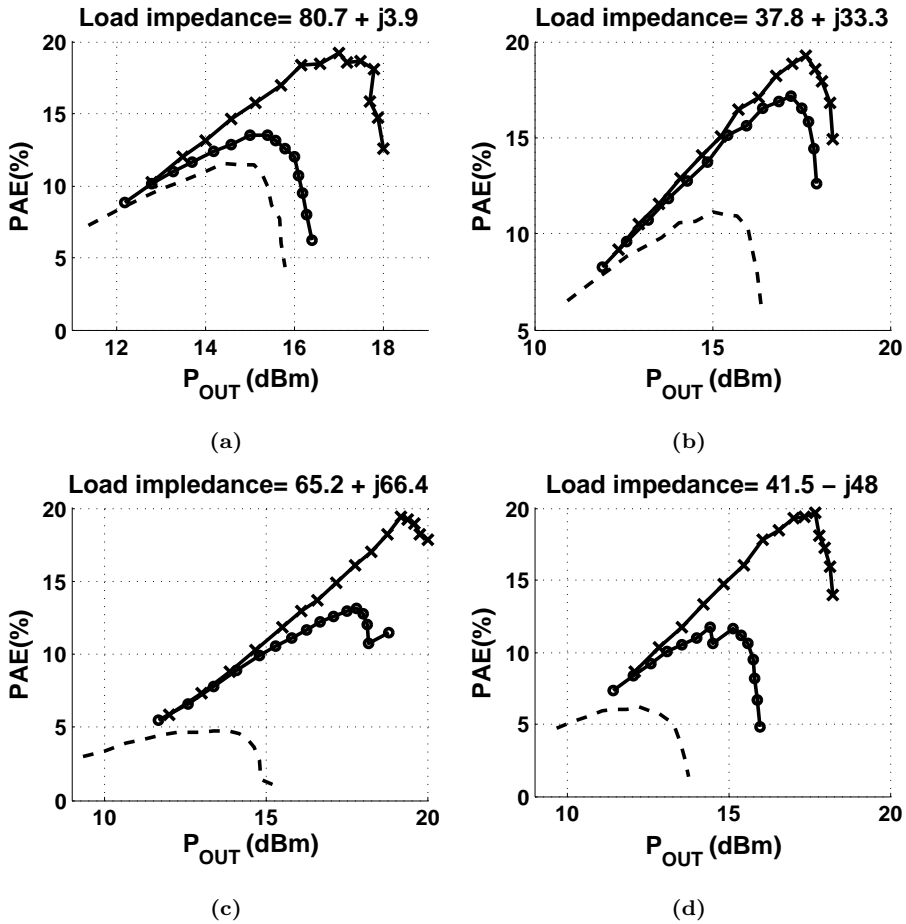 Load impedance= 80.7 + j3.9
20
15
10
5
0
PAE(%)
12 14 16 18
P_OUT (dBm)
(a)
Load impedance= 37.8 + j33.3
20
15
10
5
PAE(%)
10 15 20
P_OUT (dBm)
(b)
Load impledance= 65.2 + j66.4
20
15
10
5
0
PAE(%)
10 15 20
P_OUT (dBm)
(c)
Load impedance= 41.5 − j48
20
15
10
5
0
PAE(%)
10 15 20
P_OUT (dBm)
(d)